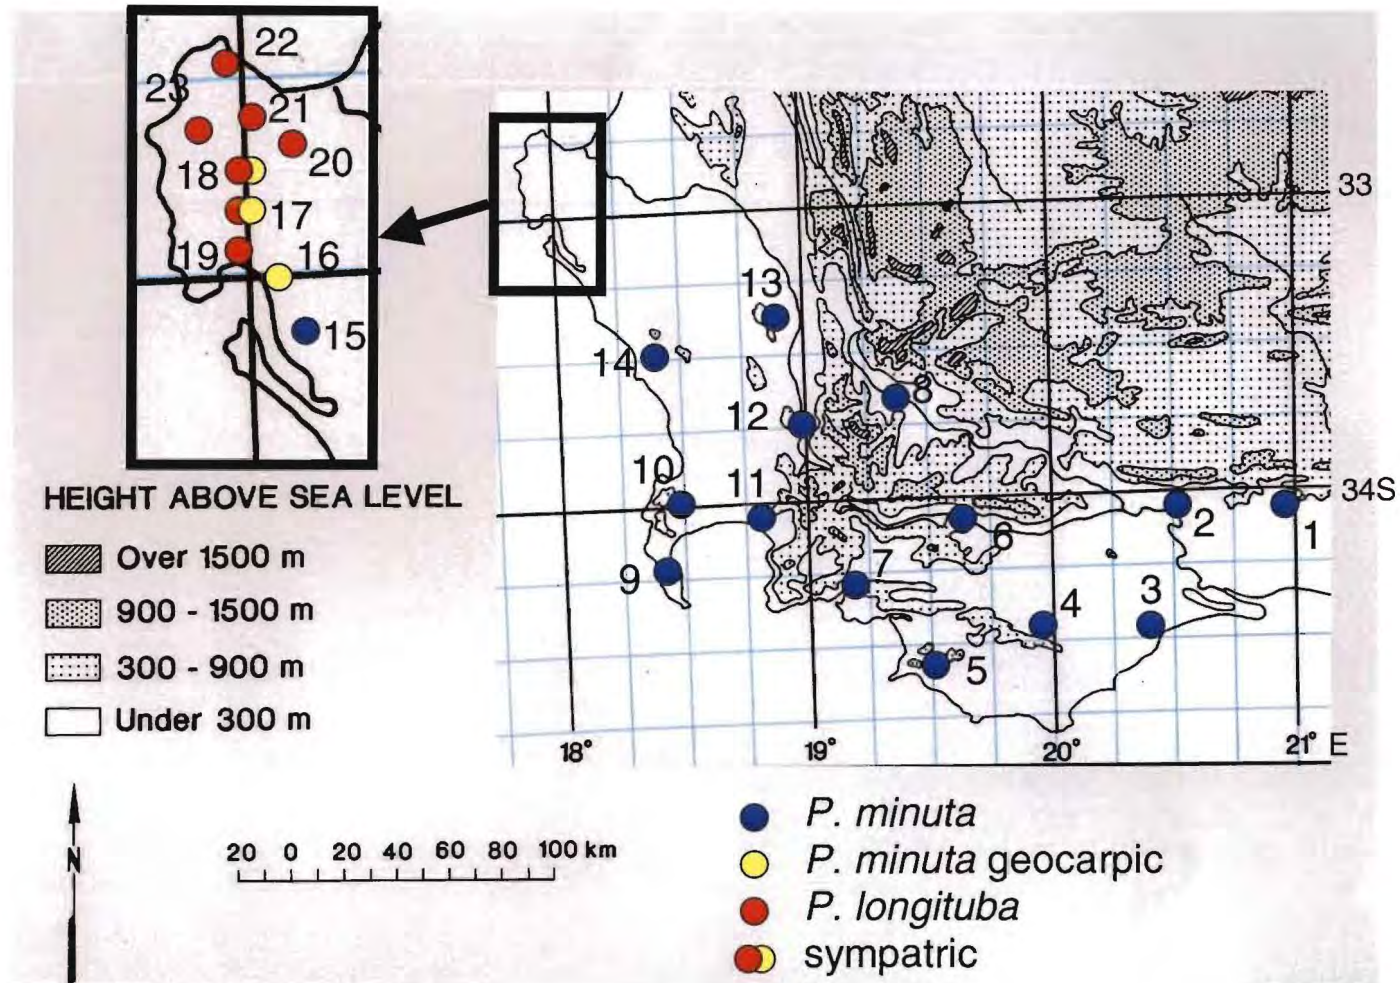 22
23
21
20
18
17
19
16
15
33
13
14
8
12
10
11
34S
2
1
6
9
7
4
3
5
18°
19°
20°
21° E
HEIGHT ABOVE SEA LEVEL
Over 1500 m
900 - 1500 m
300 - 900 m
Under 300 m
N
20 0 20 40 60 80 100 km
P. minuta
P. minuta geocarpic
P. longituba
sympatric